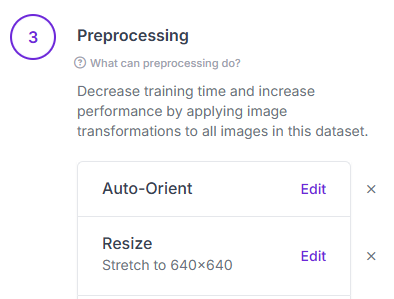 3
Preprocessing
What can preprocessing do?
Decrease training time and increase
performance by applying image
transformations to all images in this dataset.
Auto-Orient Edit ×
Resize
Edit ×
Stretch to 640×640